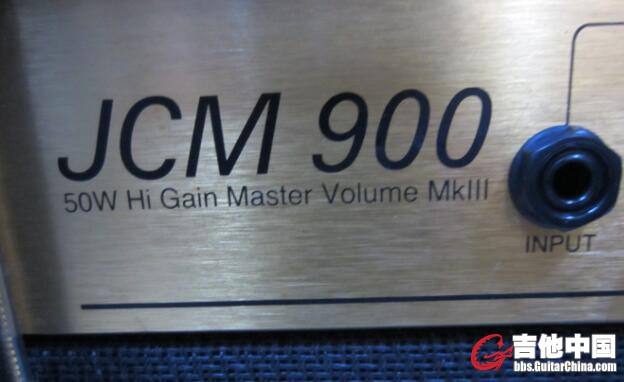 JCM 900
50W Hi Gain Master Volume MkIII
INPUT
吉他中国
bbs.GuitarChina.com